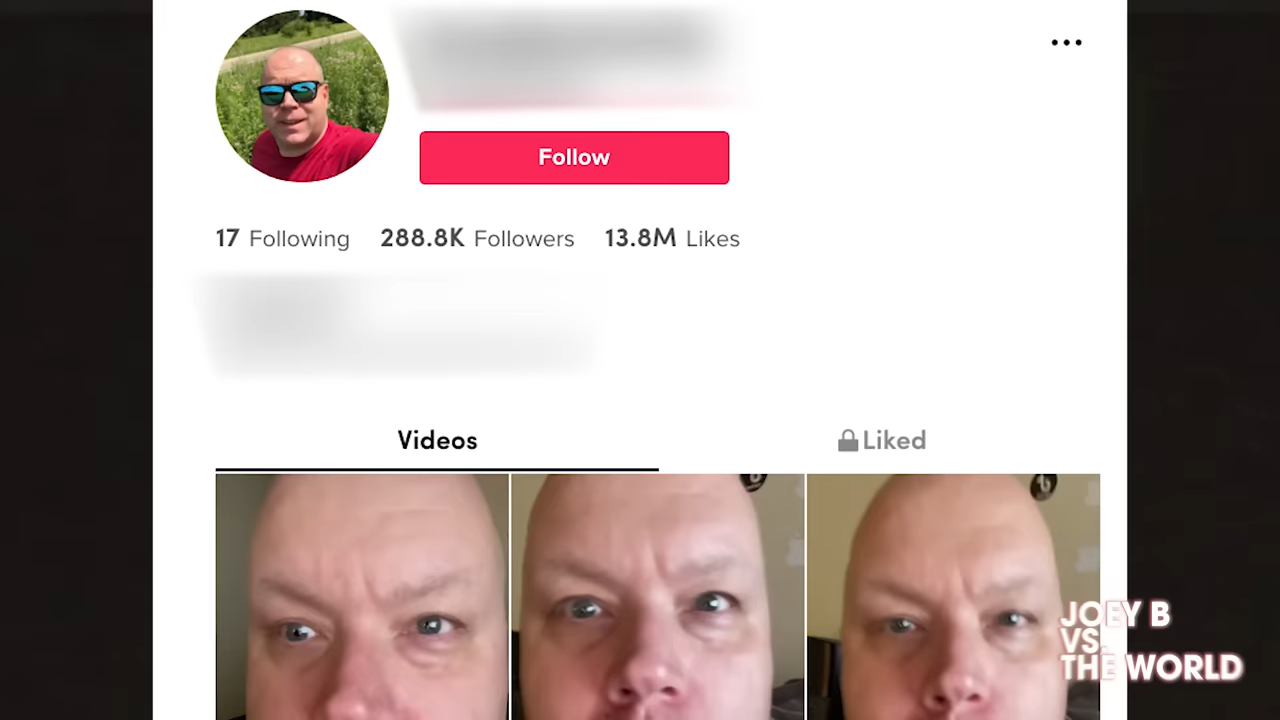 Follow
17 Following 288.8K Followers 13.8M Likes
Videos
Liked
JOEY B
VS.
THE WORLD